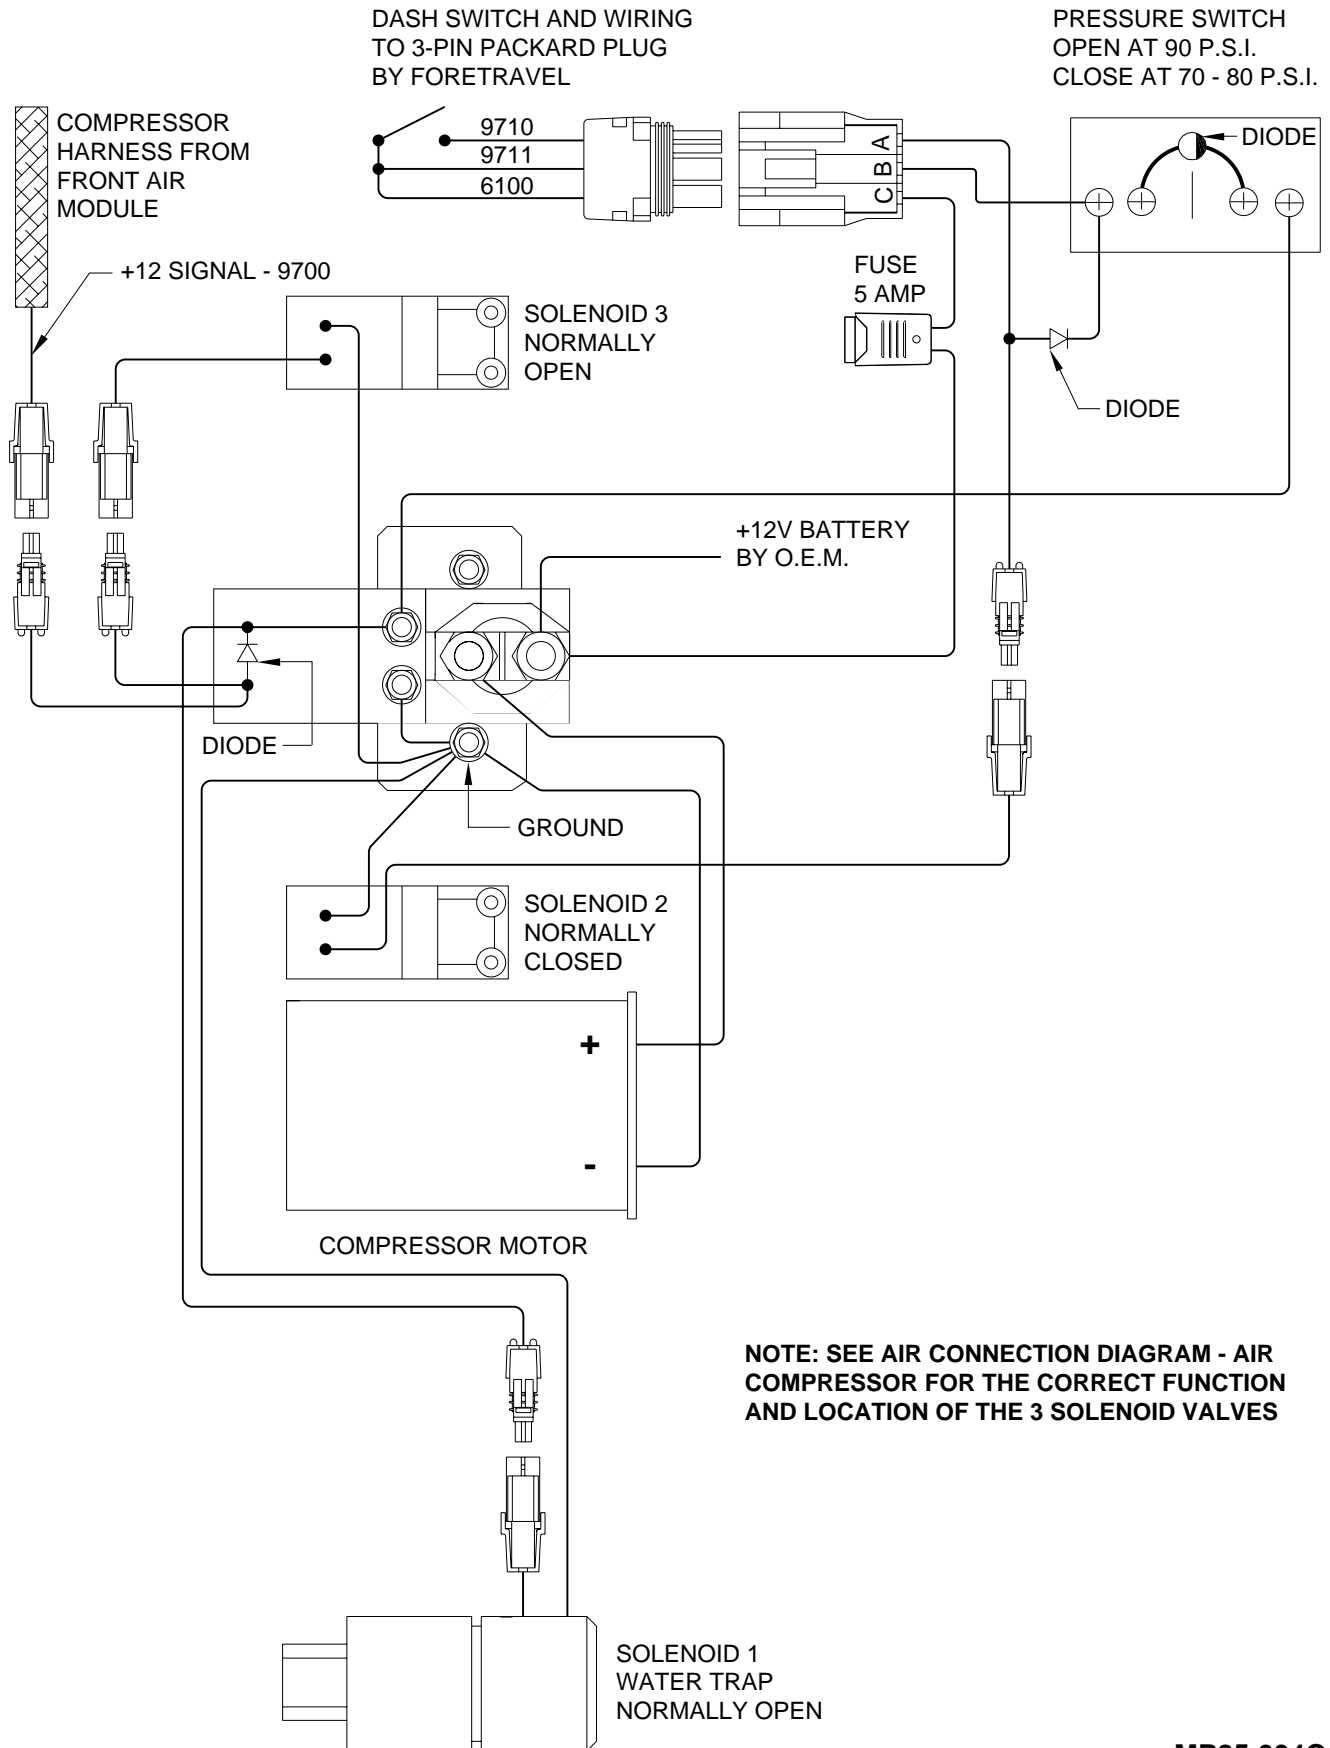 DASH SWITCH AND WIRING
TO 3-PIN PACKARD PLUG
BY FORETRAVEL
PRESSURE SWITCH
OPEN AT 90 P.S.I.
CLOSE AT 70 - 80 P.S.I.
COMPRESSOR
HARNESS FROM
FRONT AIR
MODULE
9710
9711
6100
A
B
C
DIODE
+12 SIGNAL - 9700
FUSE
5 AMP
SOLENOID 3
NORMALLY
OPEN
DIODE
+12V BATTERY
BY O.E.M.
DIODE
GROUND
SOLENOID 2
NORMALLY
CLOSED
+
-
COMPRESSOR MOTOR
NOTE: SEE AIR CONNECTION DIAGRAM - AIR
COMPRESSOR FOR THE CORRECT FUNCTION
AND LOCATION OF THE 3 SOLENOID VALVES
SOLENOID 1
WATER TRAP
NORMALLY OPEN